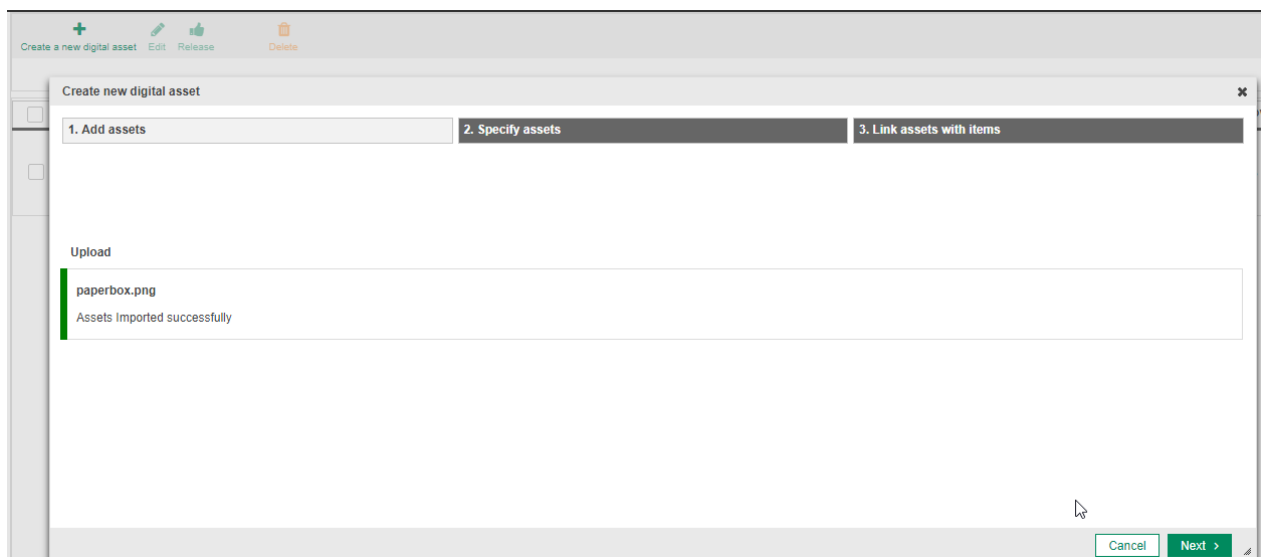 Create a new digital asset Edit Release Delete
Create new digital asset
1. Add assets 2. Specify assets 3. Link assets with items
Upload
paperbox.png
Assets Imported successfully
Cancel Next